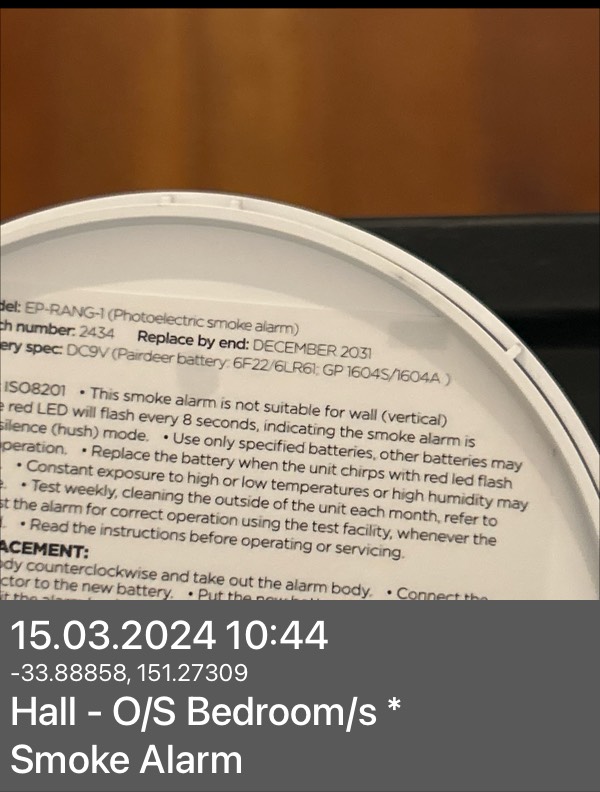 del: EP-RANG-1 (Photoelectric smoke alarm)
ch number: 2434 Replace by end: DECEMBER 2031
ery spec: DC9V (Pairdeer battery: 6F22/6LR61; GP 1604S/1604A )
ISO8201 • This smoke alarm is not suitable for wall (vertical)
e red LED will flash every 8 seconds, indicating the smoke alarm is
silence (hush) mode. • Use only specified batteries, other batteries may
operation. • Replace the battery when the unit chirps with red led flash
• Constant exposure to high or low temperatures or high humidity may
e. • Test weekly, cleaning the outside of the unit each month, refer to
st the alarm for correct operation using the test facility, whenever the
d. • Read the instructions before operating or servicing.
ACEMENT:
ody counterclockwise and take out the alarm body. • Connect the
ctor to the new battery. • Put the new
15.03.2024 10:44
-33.88858, 151.27309
Hall - O/S Bedroom/s *
Smoke Alarm